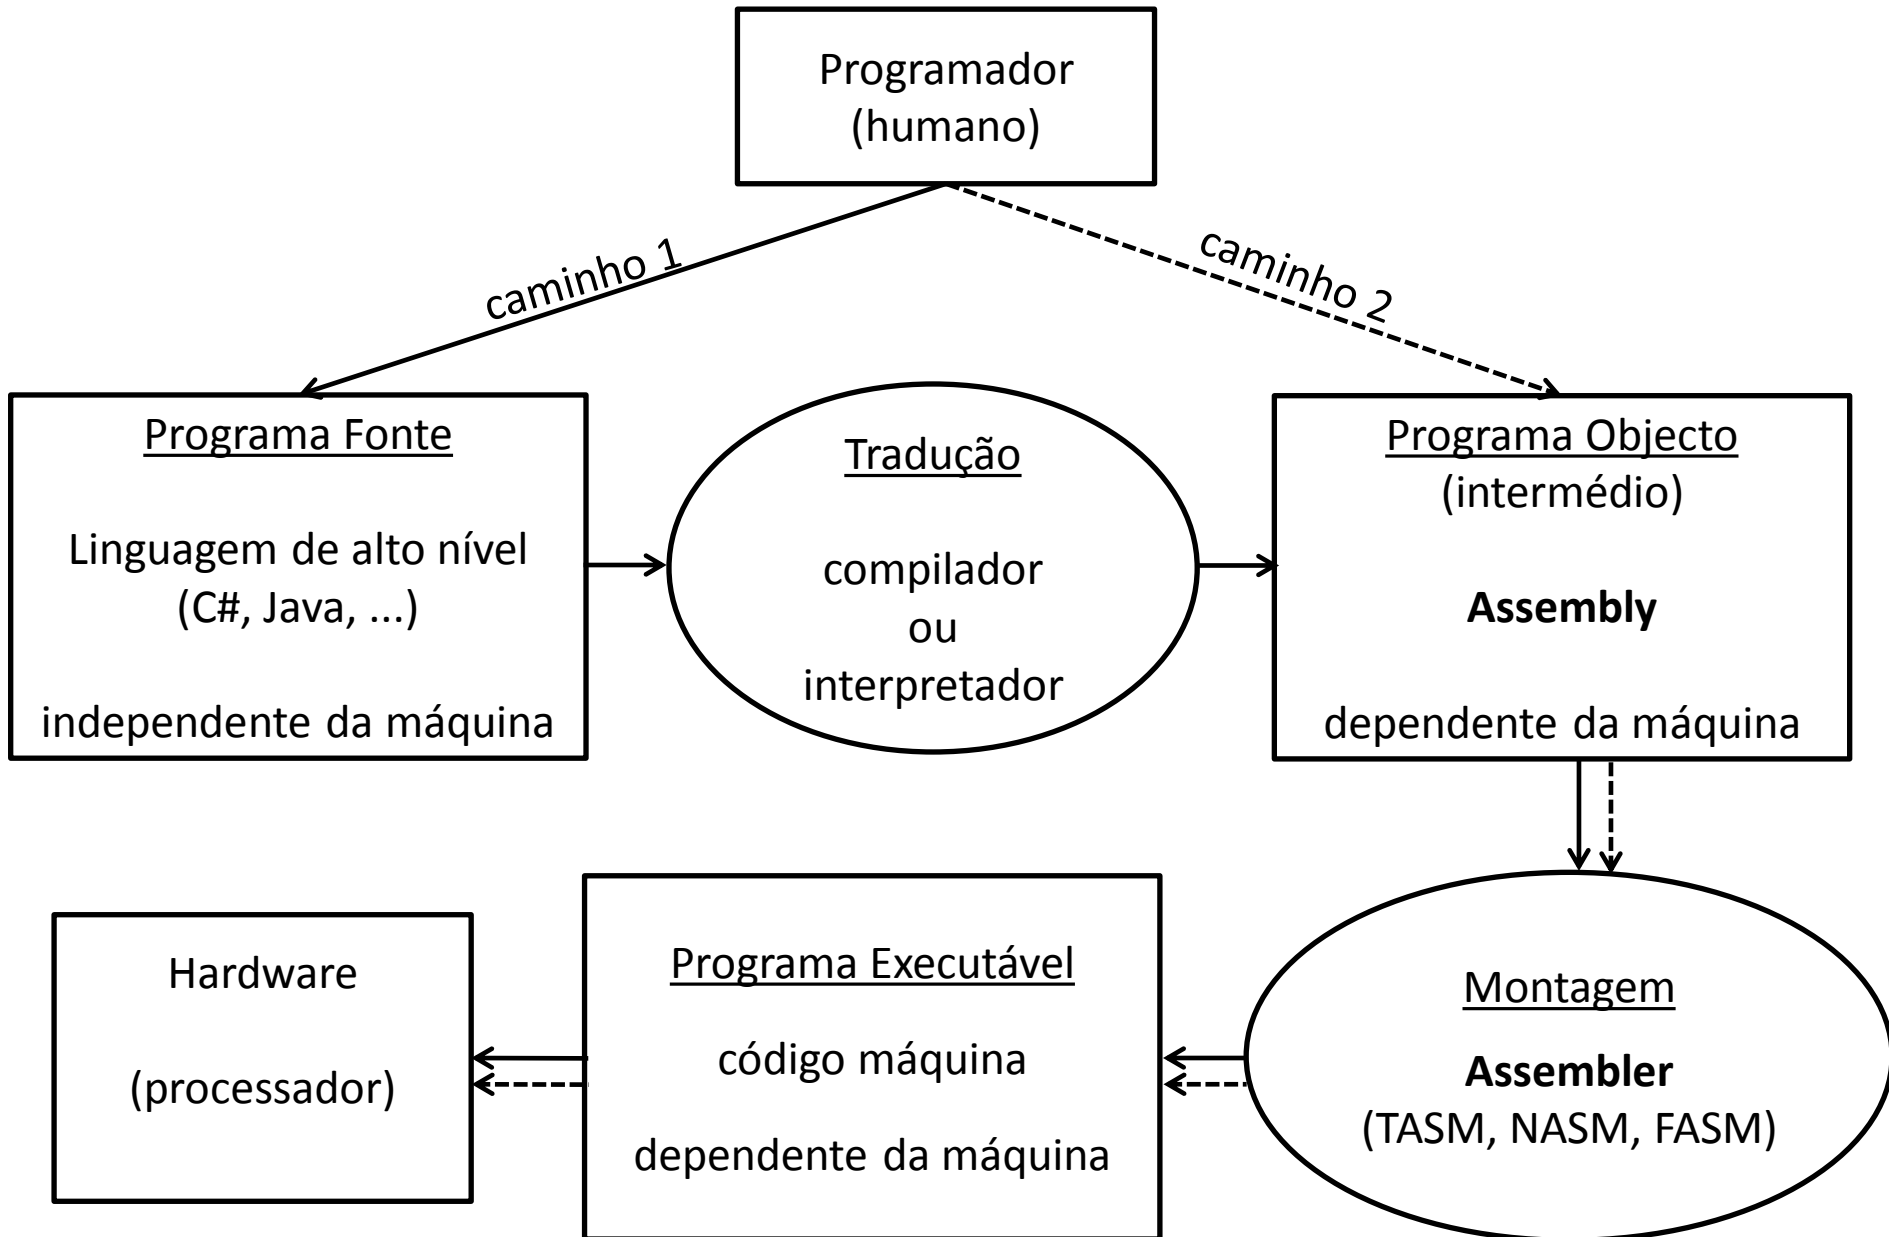 Programador
(humano)
caminho 1
caminho 2
Programa Fonte
Linguagem de alto nível
(C#, Java, ...)
independente da máquina
Tradução
compilador
ou
interpretador
Programa Objecto
(intermédio)
Assembly
dependente da máquina
Hardware
(processador)
Programa Executável
código máquina
dependente da máquina
Montagem
Assembler
(TASM, NASM, FASM)